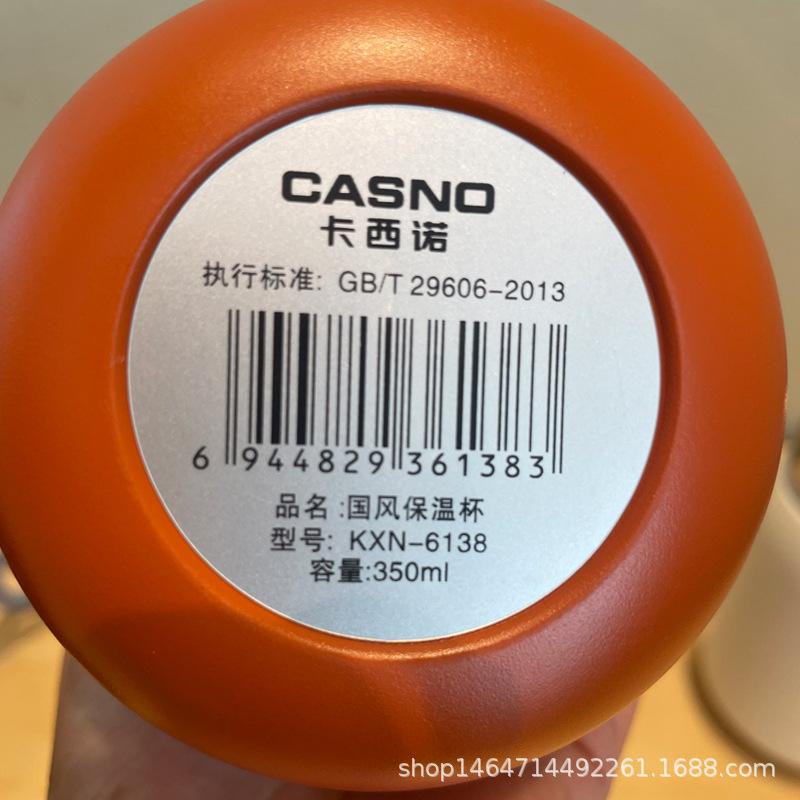 CASNO
卡西诺
执行标准: GB/T 29606-2013
6 944829 361383
品名:国风保温杯
型号: KXN-6138
容量:350ml
shop1464714492261.1688.com